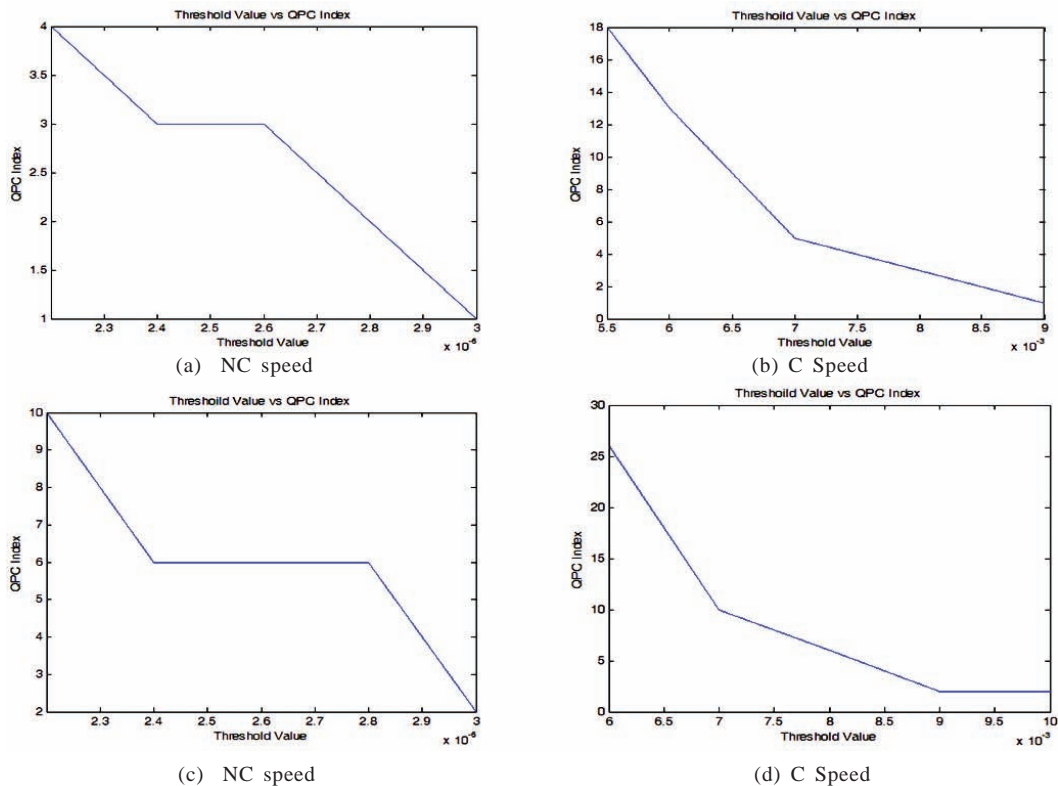 Threshold Value vs QPC Index
4
3.5
3
2.5
2
1.5
1
QPC Index
2.3 2.4 2.5 2.6 2.7 2.8 2.9 3
Threshold Value
x 10⁻⁶
(a) NC speed
Threshoild Value vs QPC Index
18
16
14
12
10
8
6
4
2
0
QPC Index
5.5 6 6.5 7 7.5 8 8.5 9
Threshold Value
x 10⁻³
(b) C Speed
Threshoild Value vs QPC Index
10
9
8
7
6
5
4
3
2
QPC Index
2.3 2.4 2.5 2.6 2.7 2.8 2.9 3
Threshold Value
x 10⁻⁶
(c) NC speed
Threshoild Value vs QPC Index
30
25
20
15
10
5
0
QPC Index
6 6.5 7 7.5 8 8.5 9 9.5 10
Threshold Value
x 10⁻³
(d) C Speed